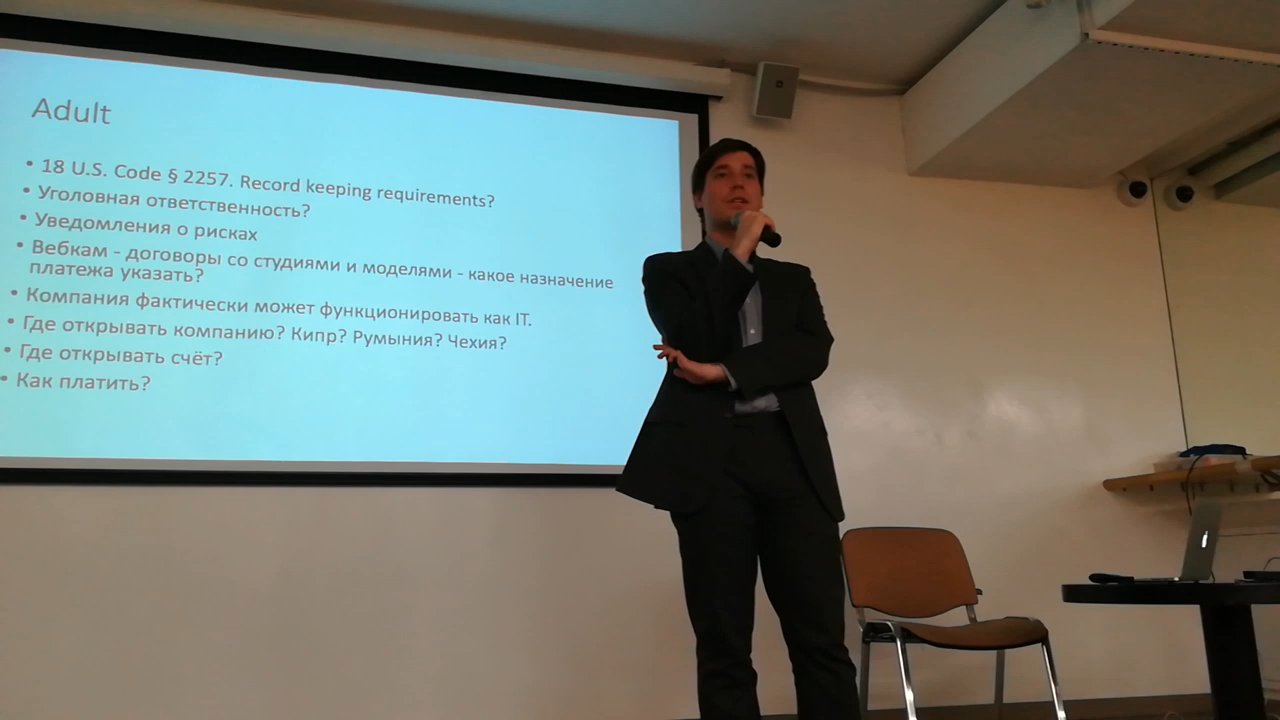 Adult
• 18 U.S. Code § 2257. Record keeping requirements?
• Уголовная ответственность?
• Уведомления о рисках
• Вебкам - договоры со студиями и моделями - какое назначение
платежа указать?
• Компания фактически может функционировать как IT.
• Где открывать компанию? Кипр? Румыния? Чехия?
• Где открывать счёт?
• Как платить?